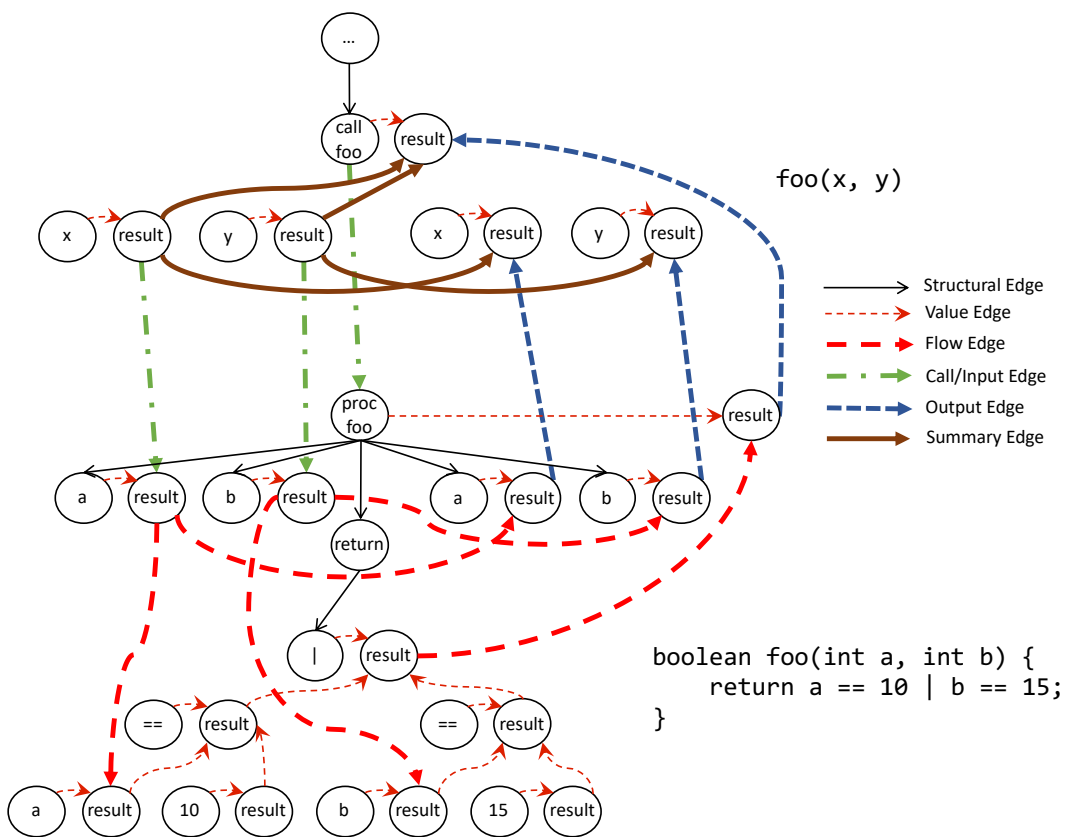 ...
call
foo
result
foo(x, y)
x
result
y
result
x
result
y
result
Structural Edge
Value Edge
Flow Edge
Call/Input Edge
Output Edge
Summary Edge
proc
foo
result
a
result
b
result
a
result
b
result
return
|
result
boolean foo(int a, int b) {
return a == 10 | b == 15;
}
==
result
==
result
a
result
10
result
b
result
15
result